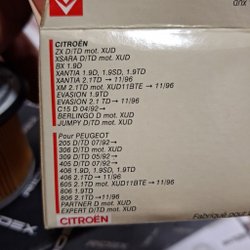 CITROËN
ZX D/TD mot. XUD
XSARA D/TD mot. XUD
BX 1.9D
XANTIA 1.9D, 1.9SD, 1.9TD
XANTIA 2.1TD → 11/96
XM 2.1TD mot. XUD11BTE → 11/96
EVASION 1.9TD
EVASION 2.1 TD → 11/96
C15 D 04/92 →
BERLINGO D mot. XUD
JUMPY D/TD mot. XUD
Pour PEUGEOT
205 D/TD 07/92 →
306 D/TD mot. XUD
309 D/TD 05/92 →
405 D/TD 07/92 →
406 1.9D, 1.9SD, 1.9TD
406 2.1TD → 11/96
605 2.1TD mot. XUD11BTE → 11/96
806 1.9TD
806 2.1TD → 11/96
PARTNER D mot. XUD
EXPERT D/TD mot. XUD
CITROËN
Fabriqué